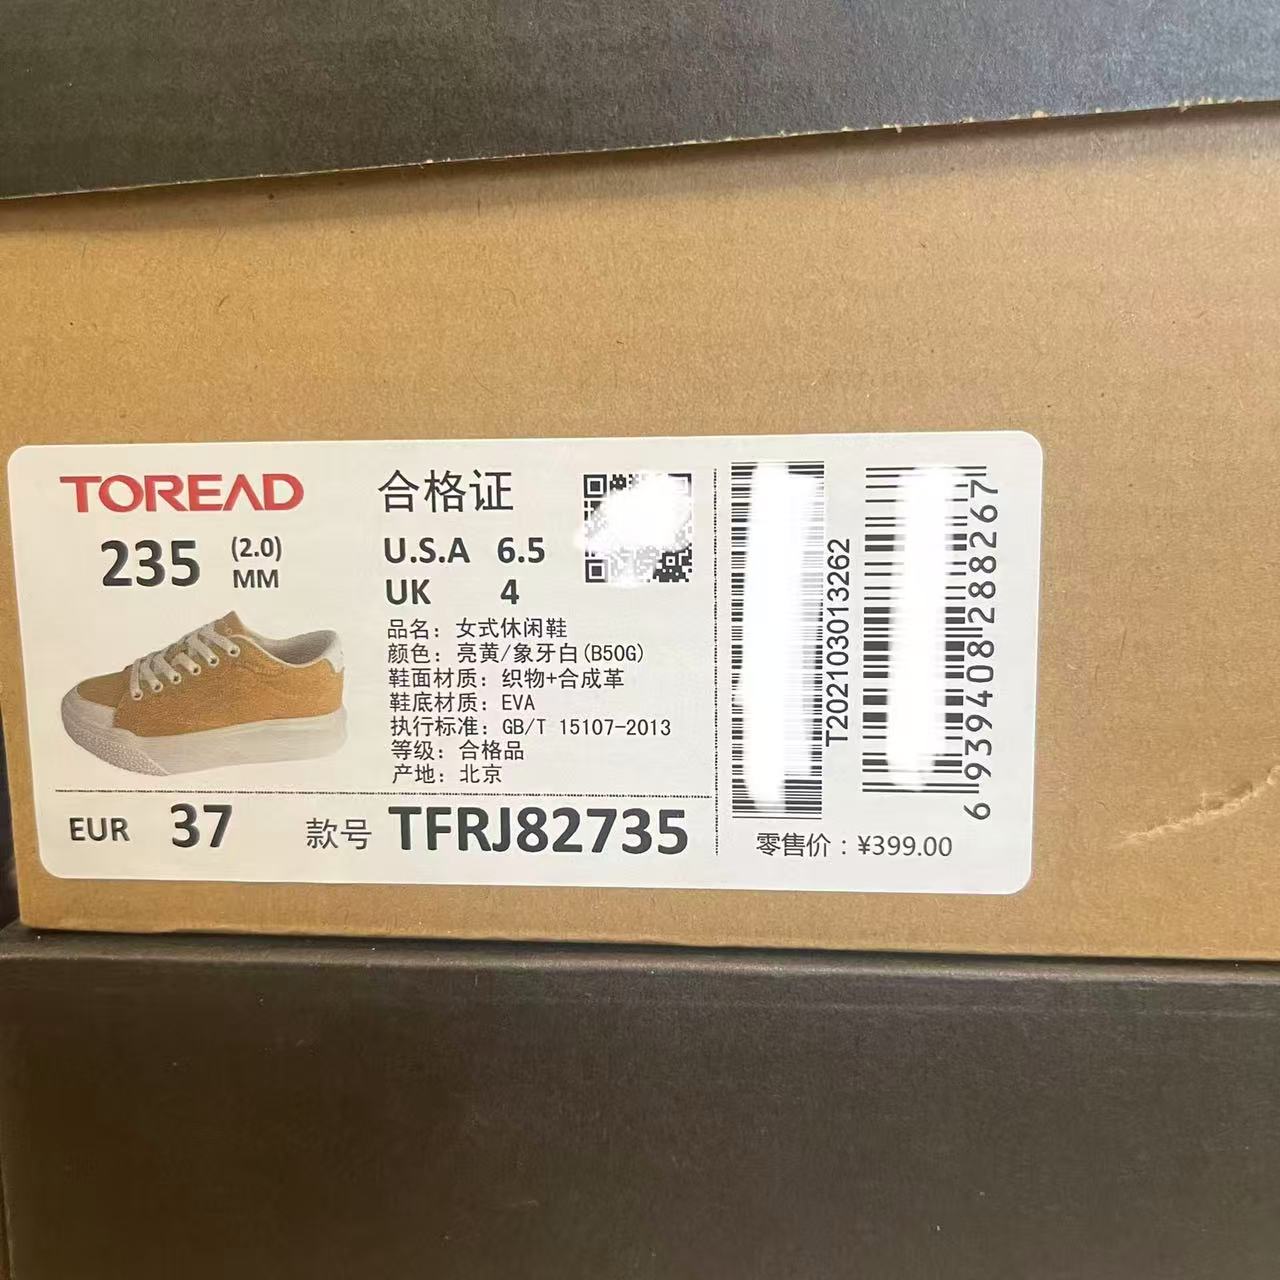 TOREAD
合格证
235 (2.0) MM
U.S.A 6.5
UK 4
品名：女式休闲鞋
颜色：亮黄/象牙白(B50G)
鞋面材质：织物+合成革
鞋底材质：EVA
执行标准：GB/T 15107-2013
等级：合格品
产地：北京
EUR 37
款号 TFRJ82735
T202103013262
6939408288267
零售价：¥399.00